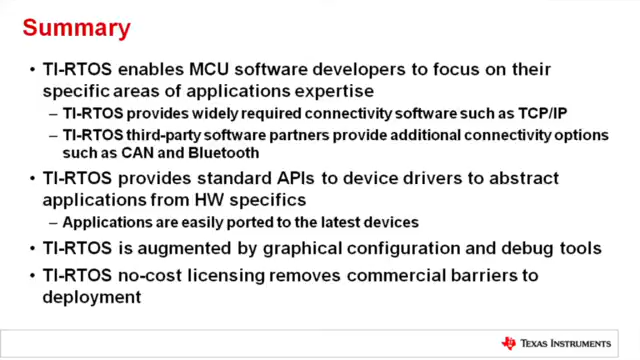 Summary
• TI-RTOS enables MCU software developers to focus on their
specific areas of applications expertise
– TI-RTOS provides widely required connectivity software such as TCP/IP
– TI-RTOS third-party software partners provide additional connectivity options
such as CAN and Bluetooth
• TI-RTOS provides standard APIs to device drivers to abstract
applications from HW specifics
– Applications are easily ported to the latest devices
• TI-RTOS is augmented by graphical configuration and debug tools
• TI-RTOS no-cost licensing removes commercial barriers to
deployment
TEXAS INSTRUMENTS